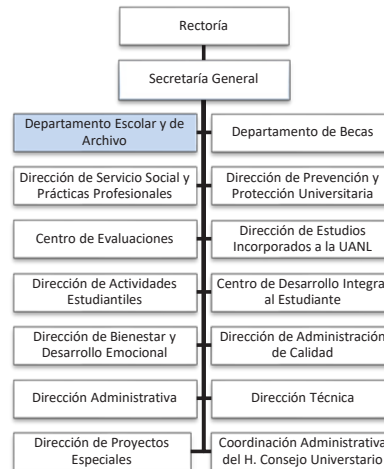 Rectoría
Secretaría General
Departamento Escolar y de
Archivo
Departamento de Becas
Dirección de Servicio Social y
Prácticas Profesionales
Dirección de Prevención y
Protección Universitaria
Centro de Evaluaciones
Dirección de Estudios
Incorporados a la UANL
Dirección de Actividades
Estudiantiles
Centro de Desarrollo Integral
al Estudiante
Dirección de Bienestar y
Desarrollo Emocional
Dirección de Administración
de Calidad
Dirección Administrativa
Dirección Técnica
Dirección de Proyectos
Especiales
Coordinación Administrativa
del H. Consejo Universtario